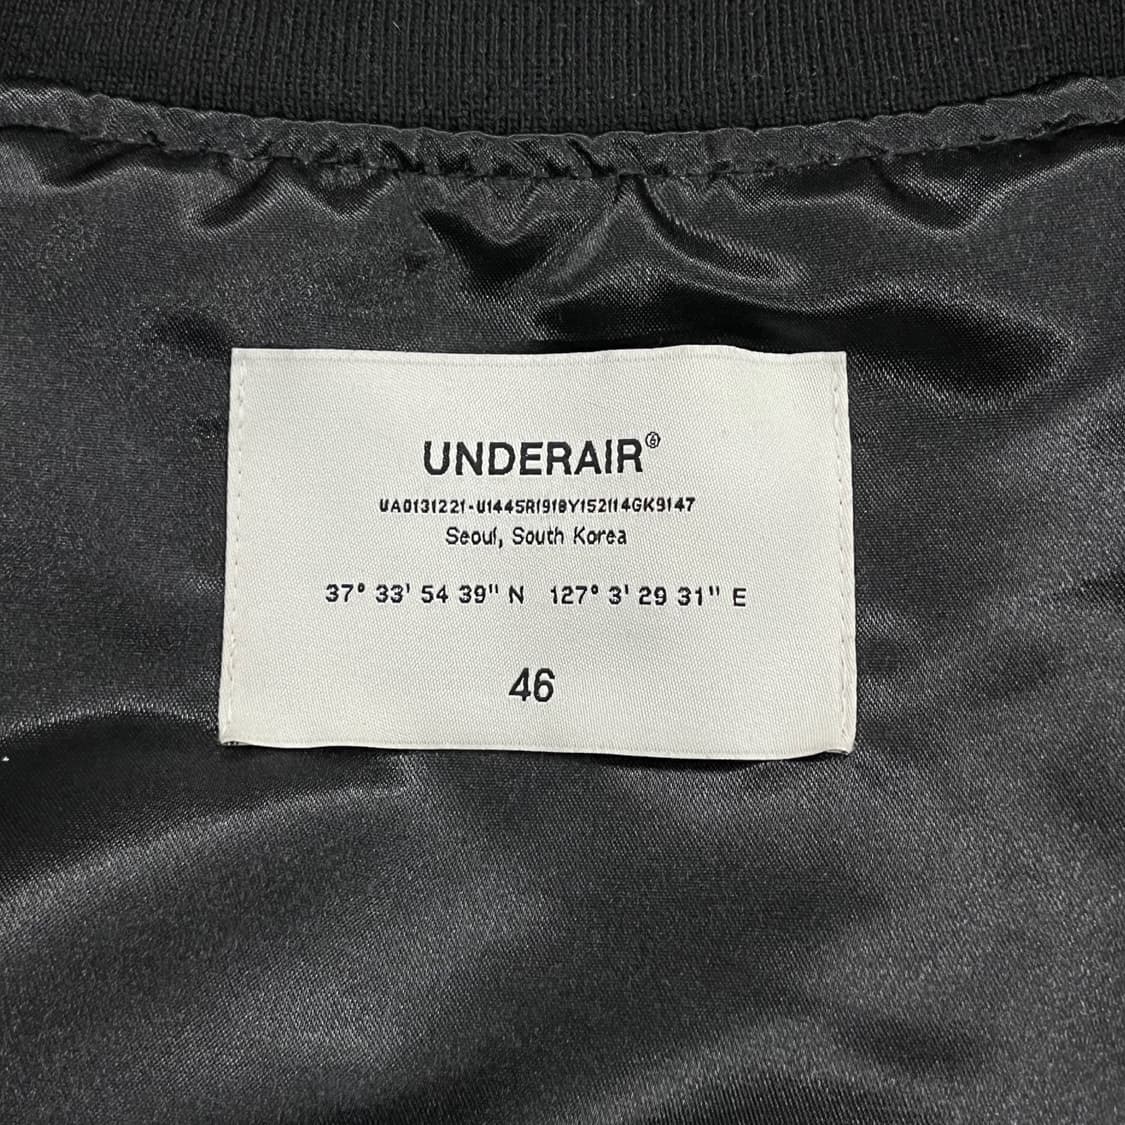 UNDERAIR®
UA0131221-U1445R1918Y152114GK9147
Seoul, South Korea
37° 33' 54 39" N 127° 3' 29 31" E
46